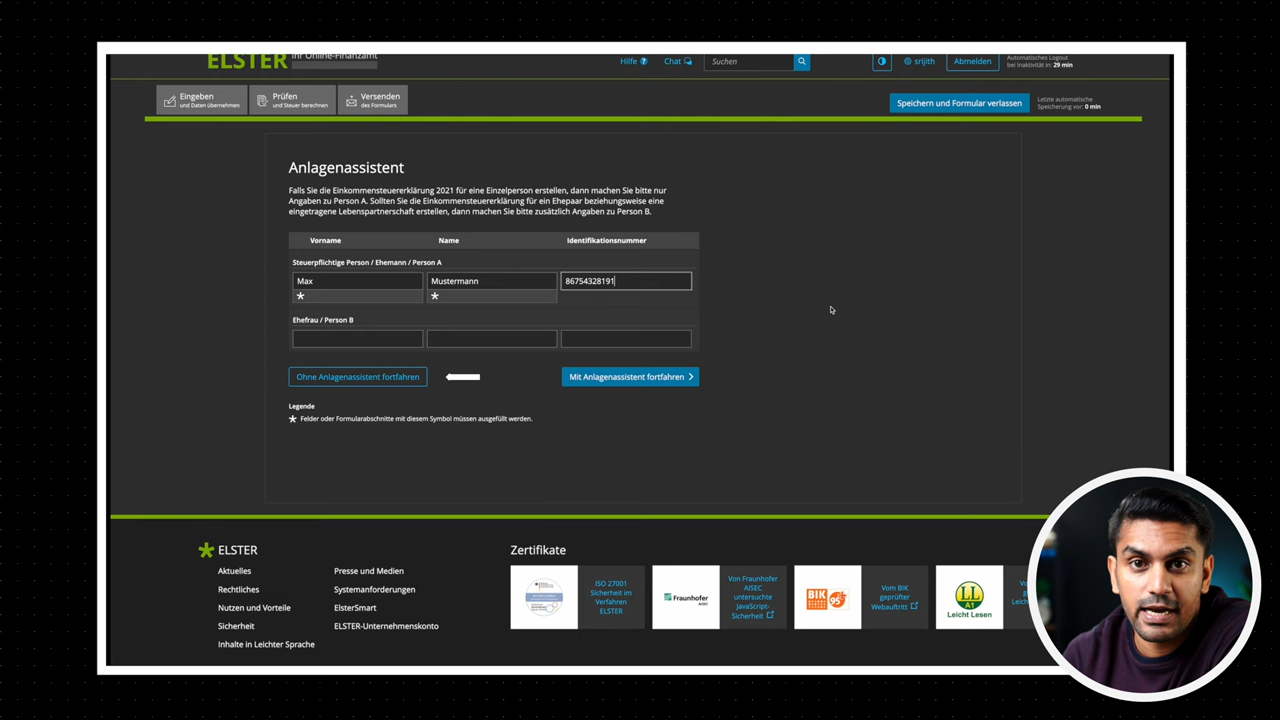 ELSTER
Ihr Online-Finanzamt
Hilfe ?
Chat
Suchen
srijith
Abmelden
Automatisches Logout
bei Inaktivität in: 29 min
Eingeben
und Daten übernehmen
Prüfen
und Steuer berechnen
Versenden
des Formulars
Speichern und Formular verlassen
Letzte automatische
Speicherung vor: 0 min
Anlagenassistent
Falls Sie die Einkommensteuererklärung 2021 für eine Einzelperson erstellen, dann machen Sie bitte nur
Angaben zu Person A. Sollten Sie die Einkommensteuererklärung für ein Ehepaar beziehungsweise eine
eingetragene Lebenspartnerschaft erstellen, dann machen Sie bitte zusätzlich Angaben zu Person B.
Vorname Name Identifikationsnummer
Steuerpflichtige Person / Ehemann / Person A
Max Mustermann 86754328191
* *
Ehefrau / Person B
Ohne Anlagenassistent fortfahren
Mit Anlagenassistent fortfahren
Legende
* Felder oder Formularabschnitte mit diesem Symbol müssen ausgefüllt werden.
ELSTER
Aktuelles
Rechtliches
Nutzen und Vorteile
Sicherheit
Inhalte in Leichter Sprache
Presse und Medien
Systemanforderungen
ElsterSmart
ELSTER-Unternehmenskonto
Zertifikate
ISO 27001
Sicherheit im
Verfahren
ELSTER
Fraunhofer
AISEC
Von Fraunhofer
AISEC
untersuchte
JavaScript-
Sicherheit
BIK
95+
Vom BIK
geprüfter
Webauftritt
LL
A1
Leicht Lesen